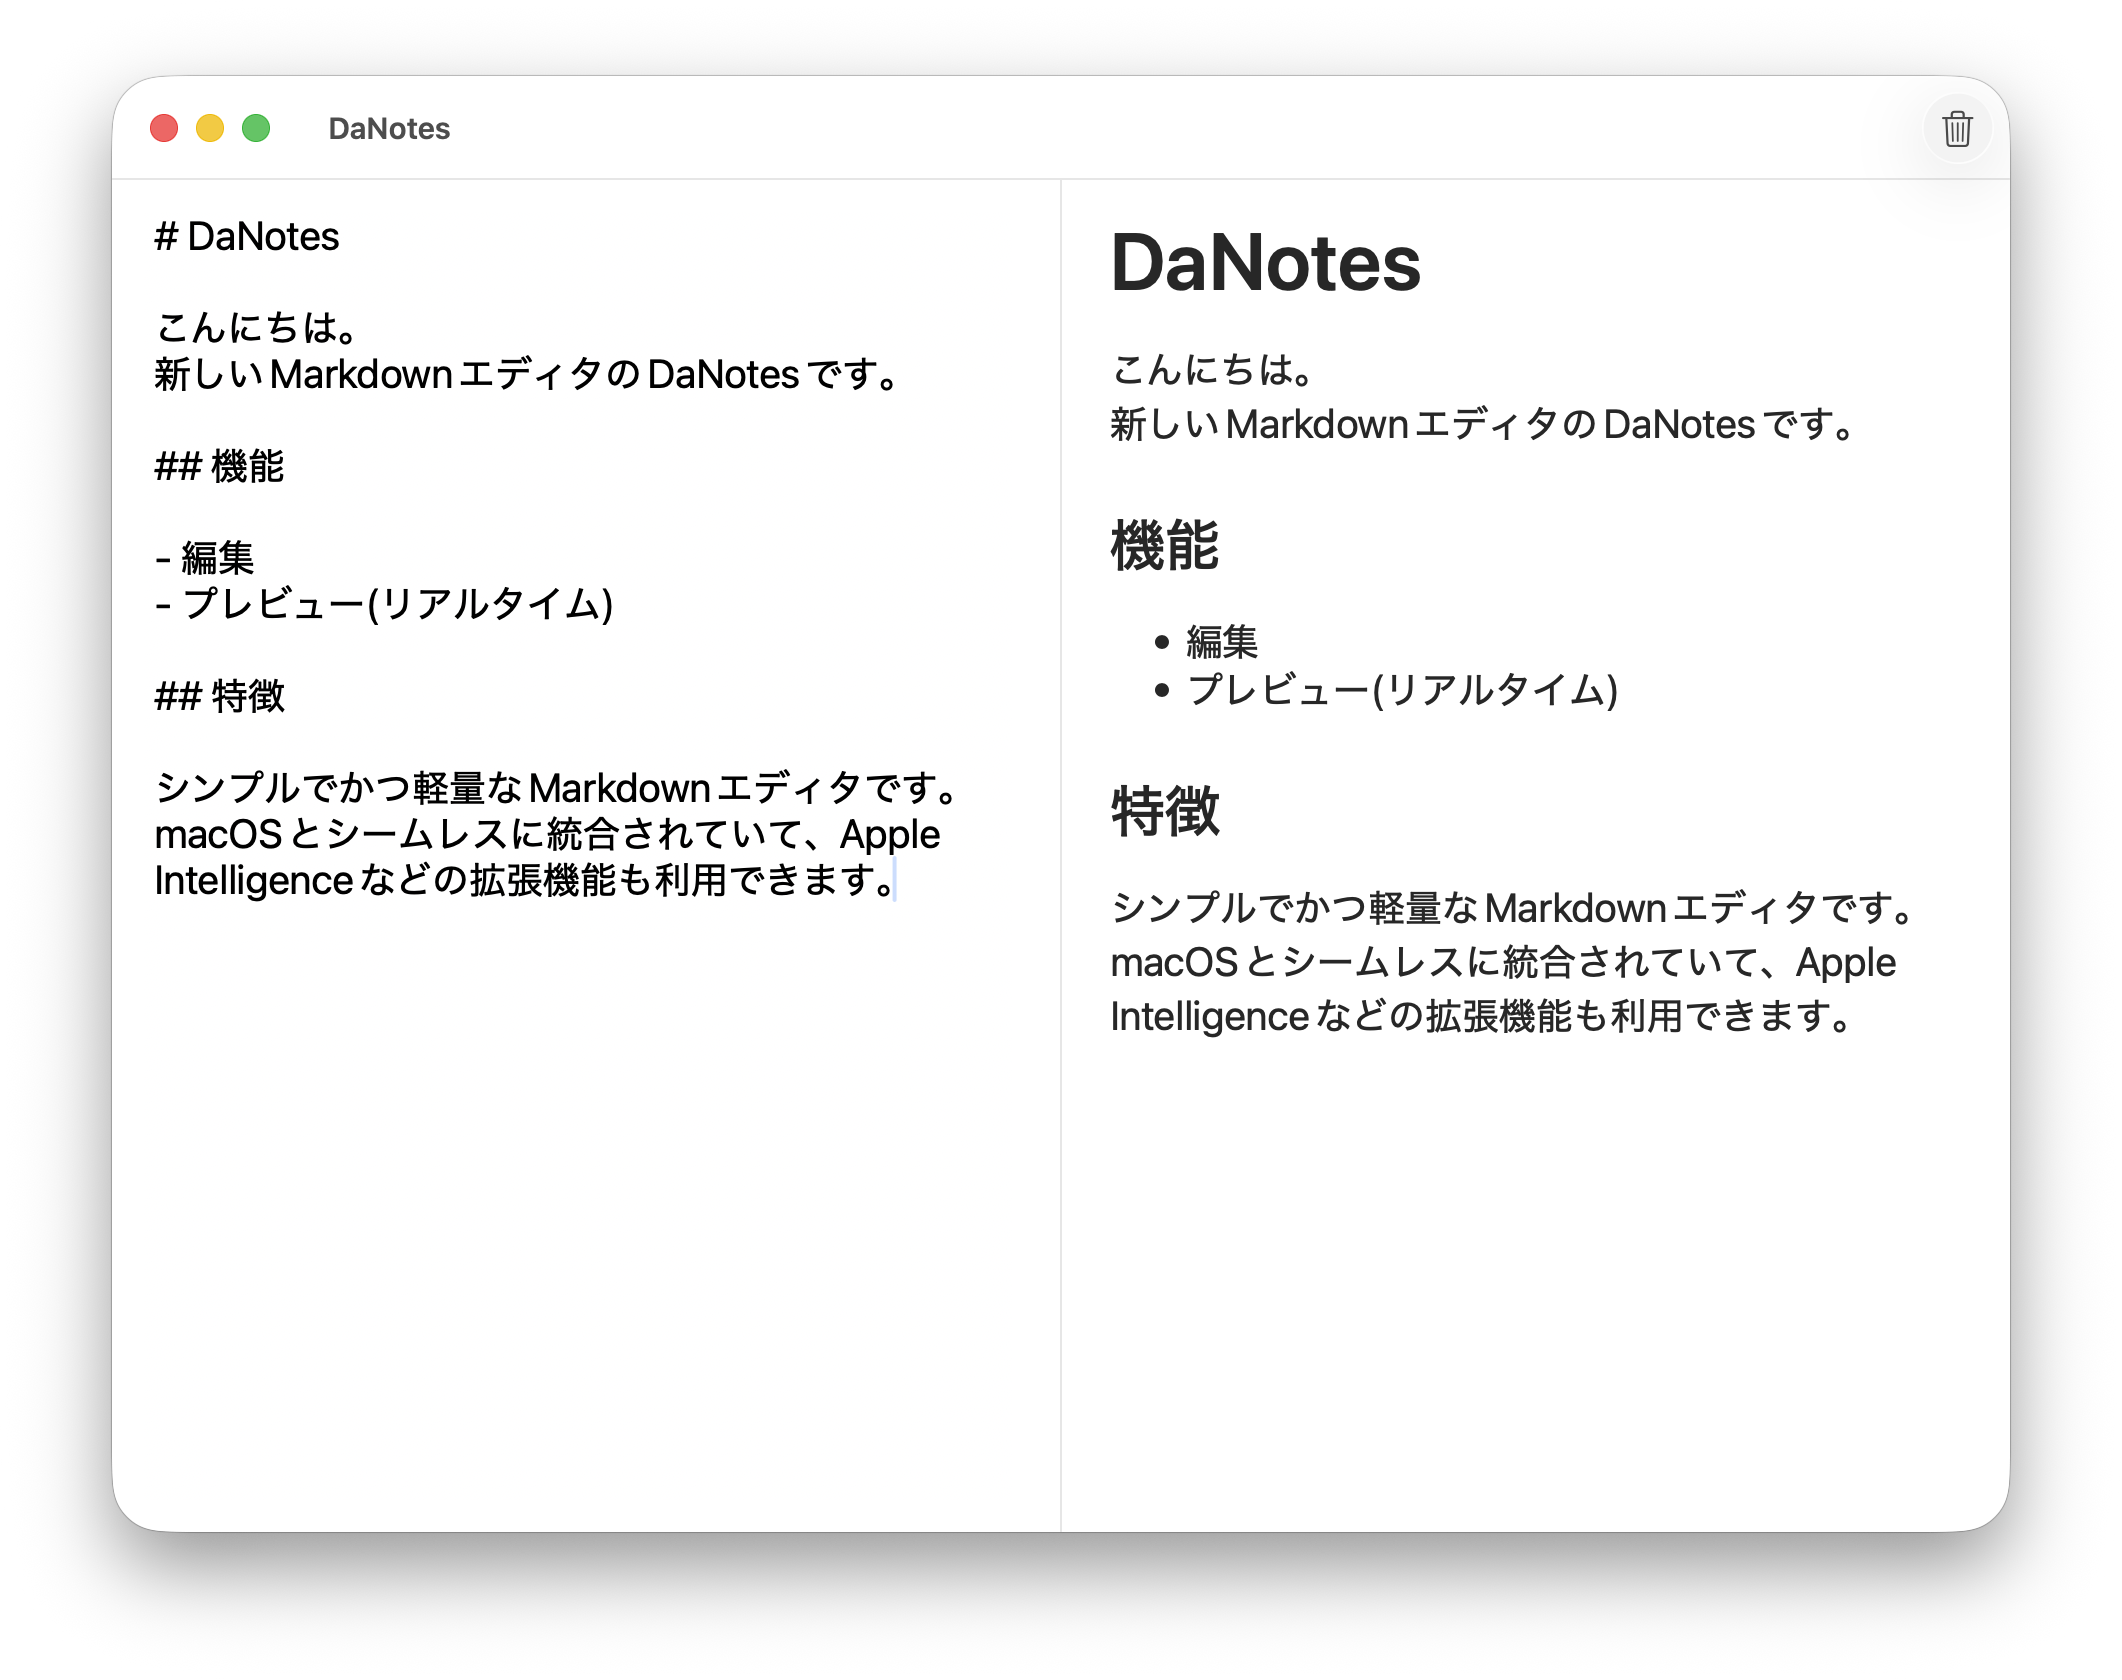 DaNotes
# DaNotes
こんにちは。
新しいMarkdownエディタのDaNotesです。
## 機能
- 編集
- プレビュー(リアルタイム)
## 特徴
シンプルでかつ軽量なMarkdownエディタです。
macOSとシームレスに統合されていて、Apple
Intelligenceなどの拡張機能も利用できます。
DaNotes
こんにちは。
新しいMarkdownエディタのDaNotesです。
機能
• 編集
• プレビュー(リアルタイム)
特徴
シンプルでかつ軽量なMarkdownエディタです。
macOSとシームレスに統合されていて、Apple
Intelligenceなどの拡張機能も利用できます。